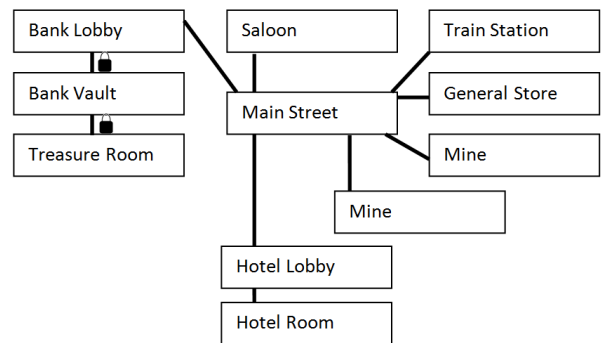 Bank Lobby
Saloon
Train Station
Bank Vault
Main Street
General Store
Treasure Room
Mine
Mine
Hotel Lobby
Hotel Room